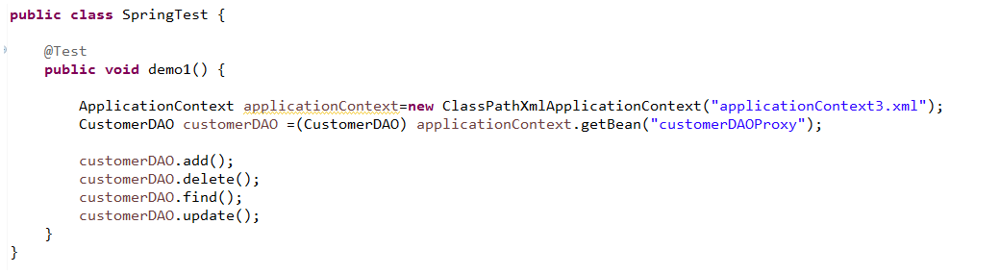 public class SpringTest {
@Test
public void demo1() {
ApplicationContext applicationContext=new ClassPathXmlApplicationContext("applicationContext3.xml");
CustomerDAO customerDAO =(CustomerDAO) applicationContext.getBean("customerDAOProxy");
customerDAO.add();
customerDAO.delete();
customerDAO.find();
customerDAO.update();
}
}